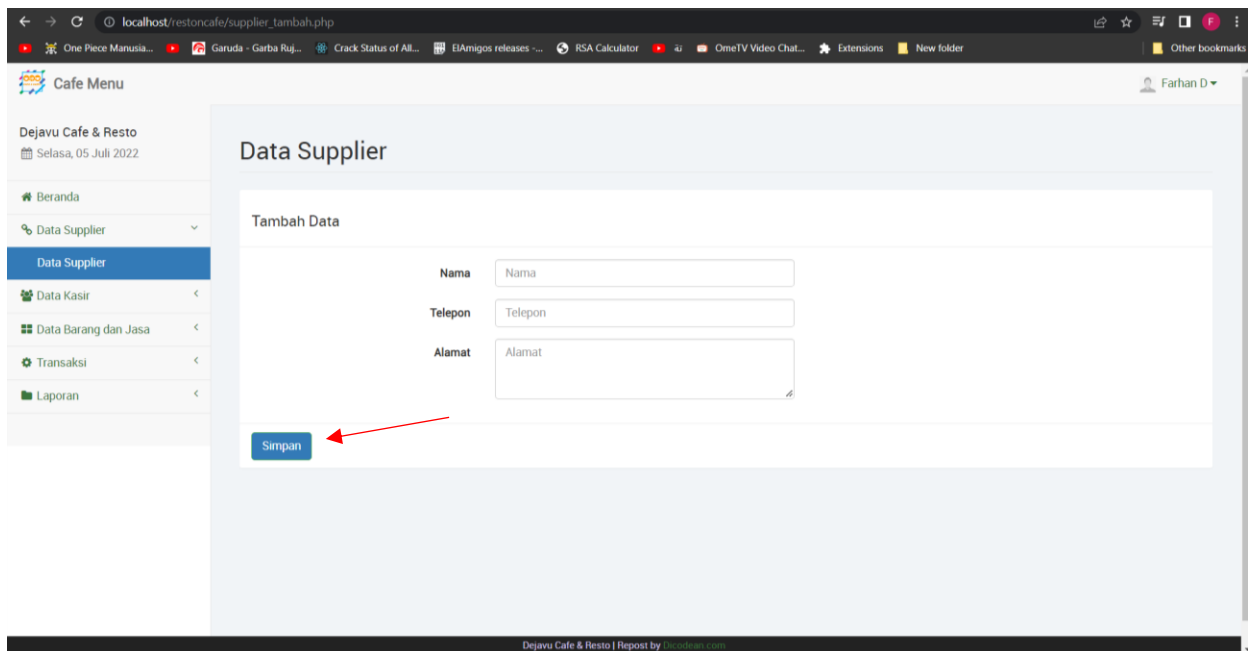 localhost/restoncafe/supplier_tambah.php
F
One Piece Manusia... Garuda - Garba Ruj... Crack Status of All... ElAmigos releases -... RSA Calculator OmeTV Video Chat... Extensions New folder Other bookmarks
Cafe Menu
Farhan D
Dejavu Cafe & Resto
Selasa, 05 Juli 2022
Data Supplier
Beranda
Data Supplier
Data Supplier
Data Kasir
Data Barang dan Jasa
Transaksi
Laporan
Tambah Data
Nama Nama
Telepon Telepon
Alamat Alamat
Simpan
Dejavu Cafe & Resto | Repost by Dicodean.com